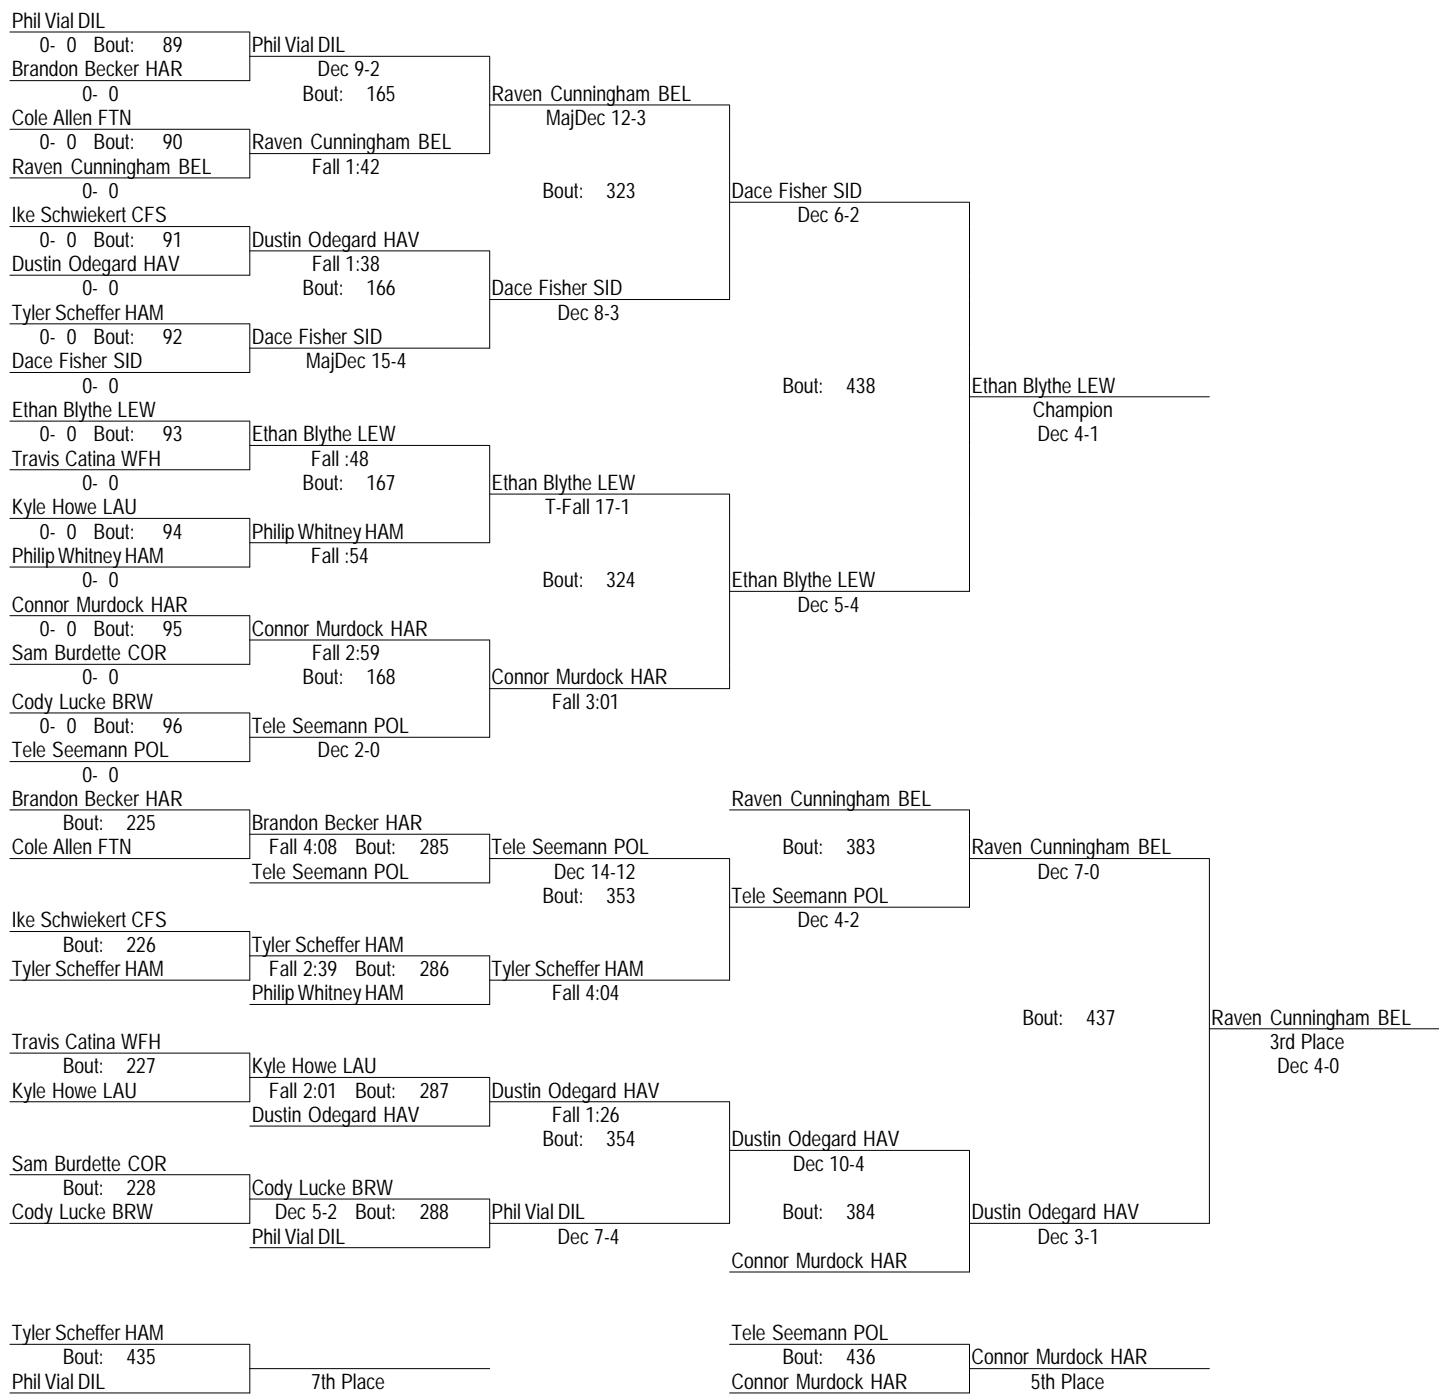 Phil Vial DIL
0- 0 Bout: 89 Phil Vial DIL
Brandon Becker HAR Dec 9-2
0- 0 Bout: 165 Raven Cunningham BEL
Cole Allen FTN MajDec 12-3
0- 0 Bout: 90 Raven Cunningham BEL
Raven Cunningham BEL Fall 1:42
0- 0 Bout: 323 Dace Fisher SID
Ike Schwiekert CFS Dec 6-2
0- 0 Bout: 91 Dustin Odegard HAV
Dustin Odegard HAV Fall 1:38
0- 0 Bout: 166 Dace Fisher SID
Tyler Scheffer HAM Dec 8-3
0- 0 Bout: 92 Dace Fisher SID
Dace Fisher SID MajDec 15-4
0- 0 Bout: 438 Ethan Blythe LEW
Ethan Blythe LEW Champion
0- 0 Bout: 93 Ethan Blythe LEW Dec 4-1
Travis Catina WFH Fall :48
0- 0 Bout: 167 Ethan Blythe LEW
Kyle Howe LAU T-Fall 17-1
0- 0 Bout: 94 Philip Whitney HAM
Philip Whitney HAM Fall :54
0- 0 Bout: 324 Ethan Blythe LEW
Connor Murdock HAR Dec 5-4
0- 0 Bout: 95 Connor Murdock HAR
Sam Burdette COR Fall 2:59
0- 0 Bout: 168 Connor Murdock HAR
Cody Lucke BRW Fall 3:01
0- 0 Bout: 96 Tele Seemann POL
Tele Seemann POL Dec 2-0
0- 0
Brandon Becker HAR Raven Cunningham BEL
Bout: 225 Brandon Becker HAR
Cole Allen FTN Fall 4:08 Bout: 285 Tele Seemann POL Bout: 383 Raven Cunningham BEL
Tele Seemann POL Dec 14-12 Dec 7-0
Bout: 353 Tele Seemann POL
Ike Schwiekert CFS Dec 4-2
Bout: 226 Tyler Scheffer HAM
Tyler Scheffer HAM Fall 2:39 Bout: 286 Tyler Scheffer HAM
Philip Whitney HAM Fall 4:04
Bout: 437 Raven Cunningham BEL
Travis Catina WFH 3rd Place
Bout: 227 Kyle Howe LAU Dec 4-0
Kyle Howe LAU Fall 2:01 Bout: 287 Dustin Odegard HAV
Dustin Odegard HAV Fall 1:26
Bout: 354 Dustin Odegard HAV
Sam Burdette COR Dec 10-4
Bout: 228 Cody Lucke BRW
Cody Lucke BRW Dec 5-2 Bout: 288 Phil Vial DIL Bout: 384 Dustin Odegard HAV
Phil Vial DIL Dec 7-4 Dec 3-1
Connor Murdock HAR
Tyler Scheffer HAM Tele Seemann POL
Bout: 435 Bout: 436 Connor Murdock HAR
Phil Vial DIL 7th Place Connor Murdock HAR 5th Place